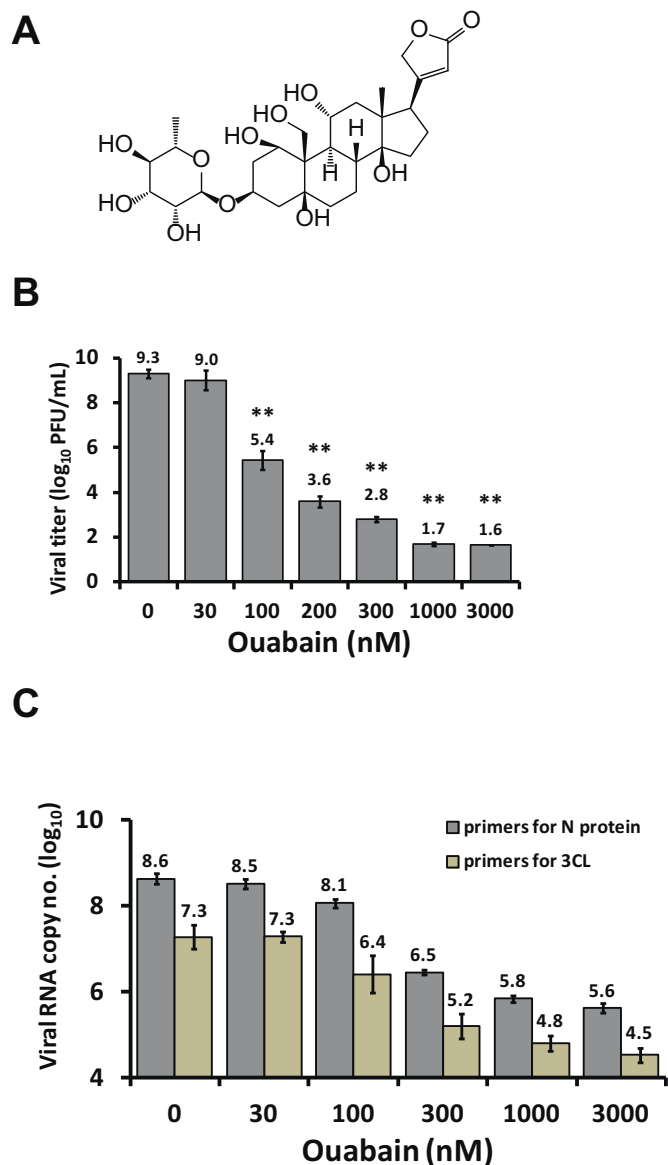 A
O
O
HO
HO
H
HO
HO
O
H
OH
HO
O
OH
OH
B
Viral titer (log10 PFU/mL)
10
8
6
4
2
0
9.3
9.0
**
5.4
**
3.6
**
2.8
**
1.7
**
1.6
0 30 100 200 300 1000 3000
Ouabain (nM)
C
Viral RNA copy no. (log10)
10
8
6
4
primers for N protein
primers for 3CL
8.6
7.3
8.5
7.3
8.1
6.4
6.5
5.2
5.8
4.8
5.6
4.5
0 30 100 300 1000 3000
Ouabain (nM)